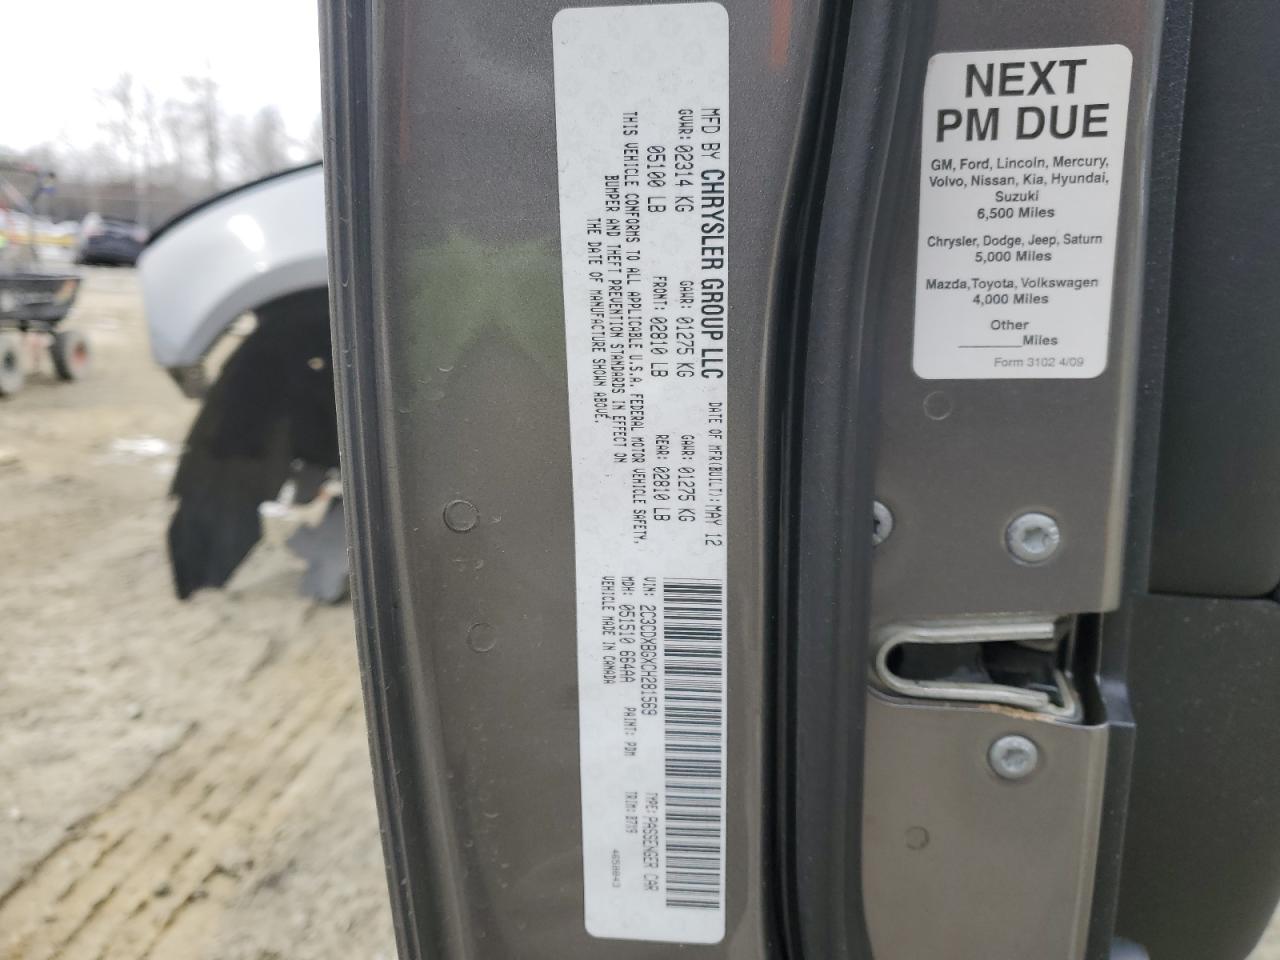 MFD BY CHRYSLER GROUP LLC DATE OF MFR(BUILT): MAY 12
GVWR: 02314 KG GAWR: 01275 KG GAWR: 01275 KG
05100 LB FRONT: 02810 LB REAR: 02810 LB
THIS VEHICLE CONFORMS TO ALL APPLICABLE U.S.A. FEDERAL MOTOR VEHICLE SAFETY,
BUMPER AND THEFT PREVENTION STANDARDS IN EFFECT ON
THE DATE OF MANUFACTURE SHOWN ABOVE.
VIN: 2C3CDXBGXCH281569 TYPE: PASSENGER CAR
MDH: 051510 664AA PAINT: PDM TRIM: B7X9
VEHICLE MADE IN CANADA 4658043
NEXT
PM DUE
GM, Ford, Lincoln, Mercury,
Volvo, Nissan, Kia, Hyundai,
Suzuki
6,500 Miles
Chrysler, Dodge, Jeep, Saturn
5,000 Miles
Mazda, Toyota, Volkswagen
4,000 Miles
Other
________ Miles
Form 3102 4/09